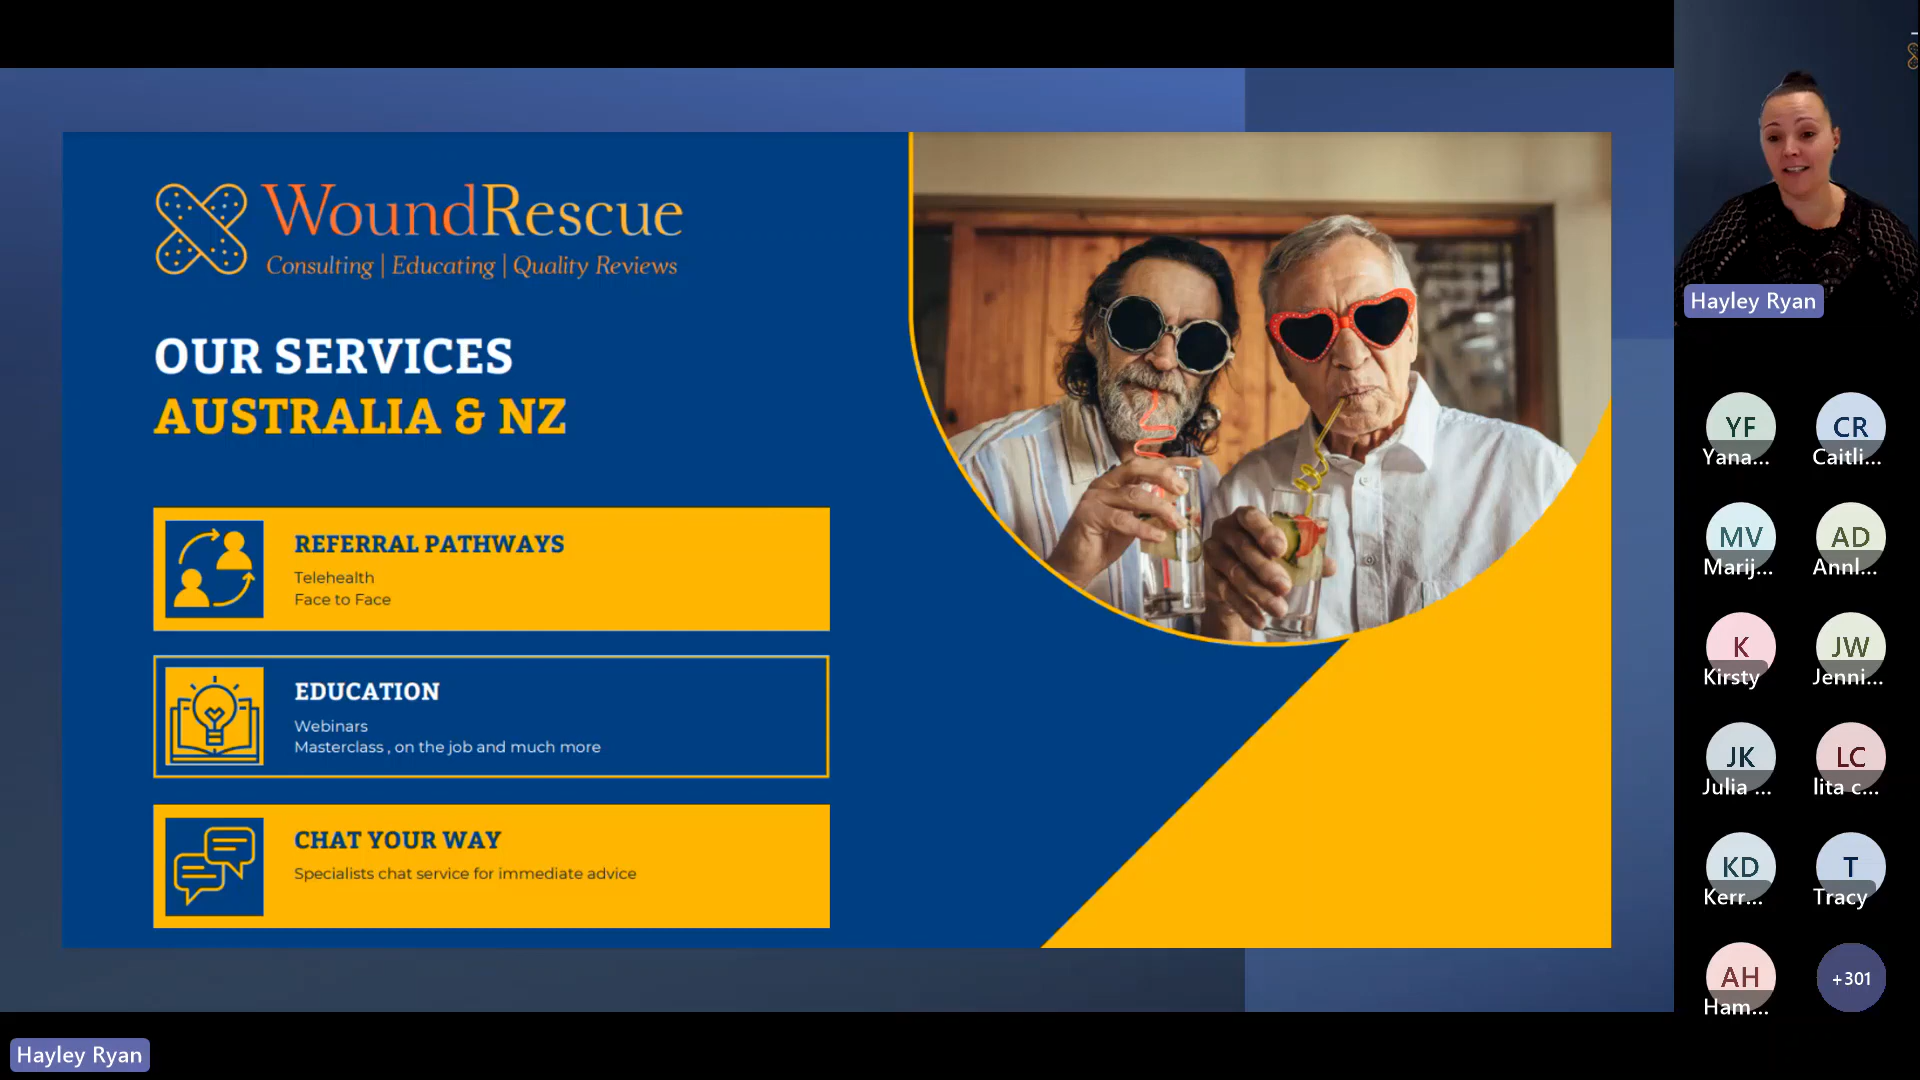 WoundRescue
Consulting | Educating | Quality Reviews
OUR SERVICES
AUSTRALIA & NZ
REFERRAL PATHWAYS
Telehealth
Face to Face
EDUCATION
Webinars
Masterclass , on the job and much more
CHAT YOUR WAY
Specialists chat service for immediate advice
Hayley Ryan
YF
Yana...
CR
Caitli...
MV
Marij...
AD
Annl...
K
Kirsty
JW
Jenni...
JK
Julia ...
LC
lita c...
KD
Kerr...
T
Tracy
AH
Ham...
+301
Hayley Ryan